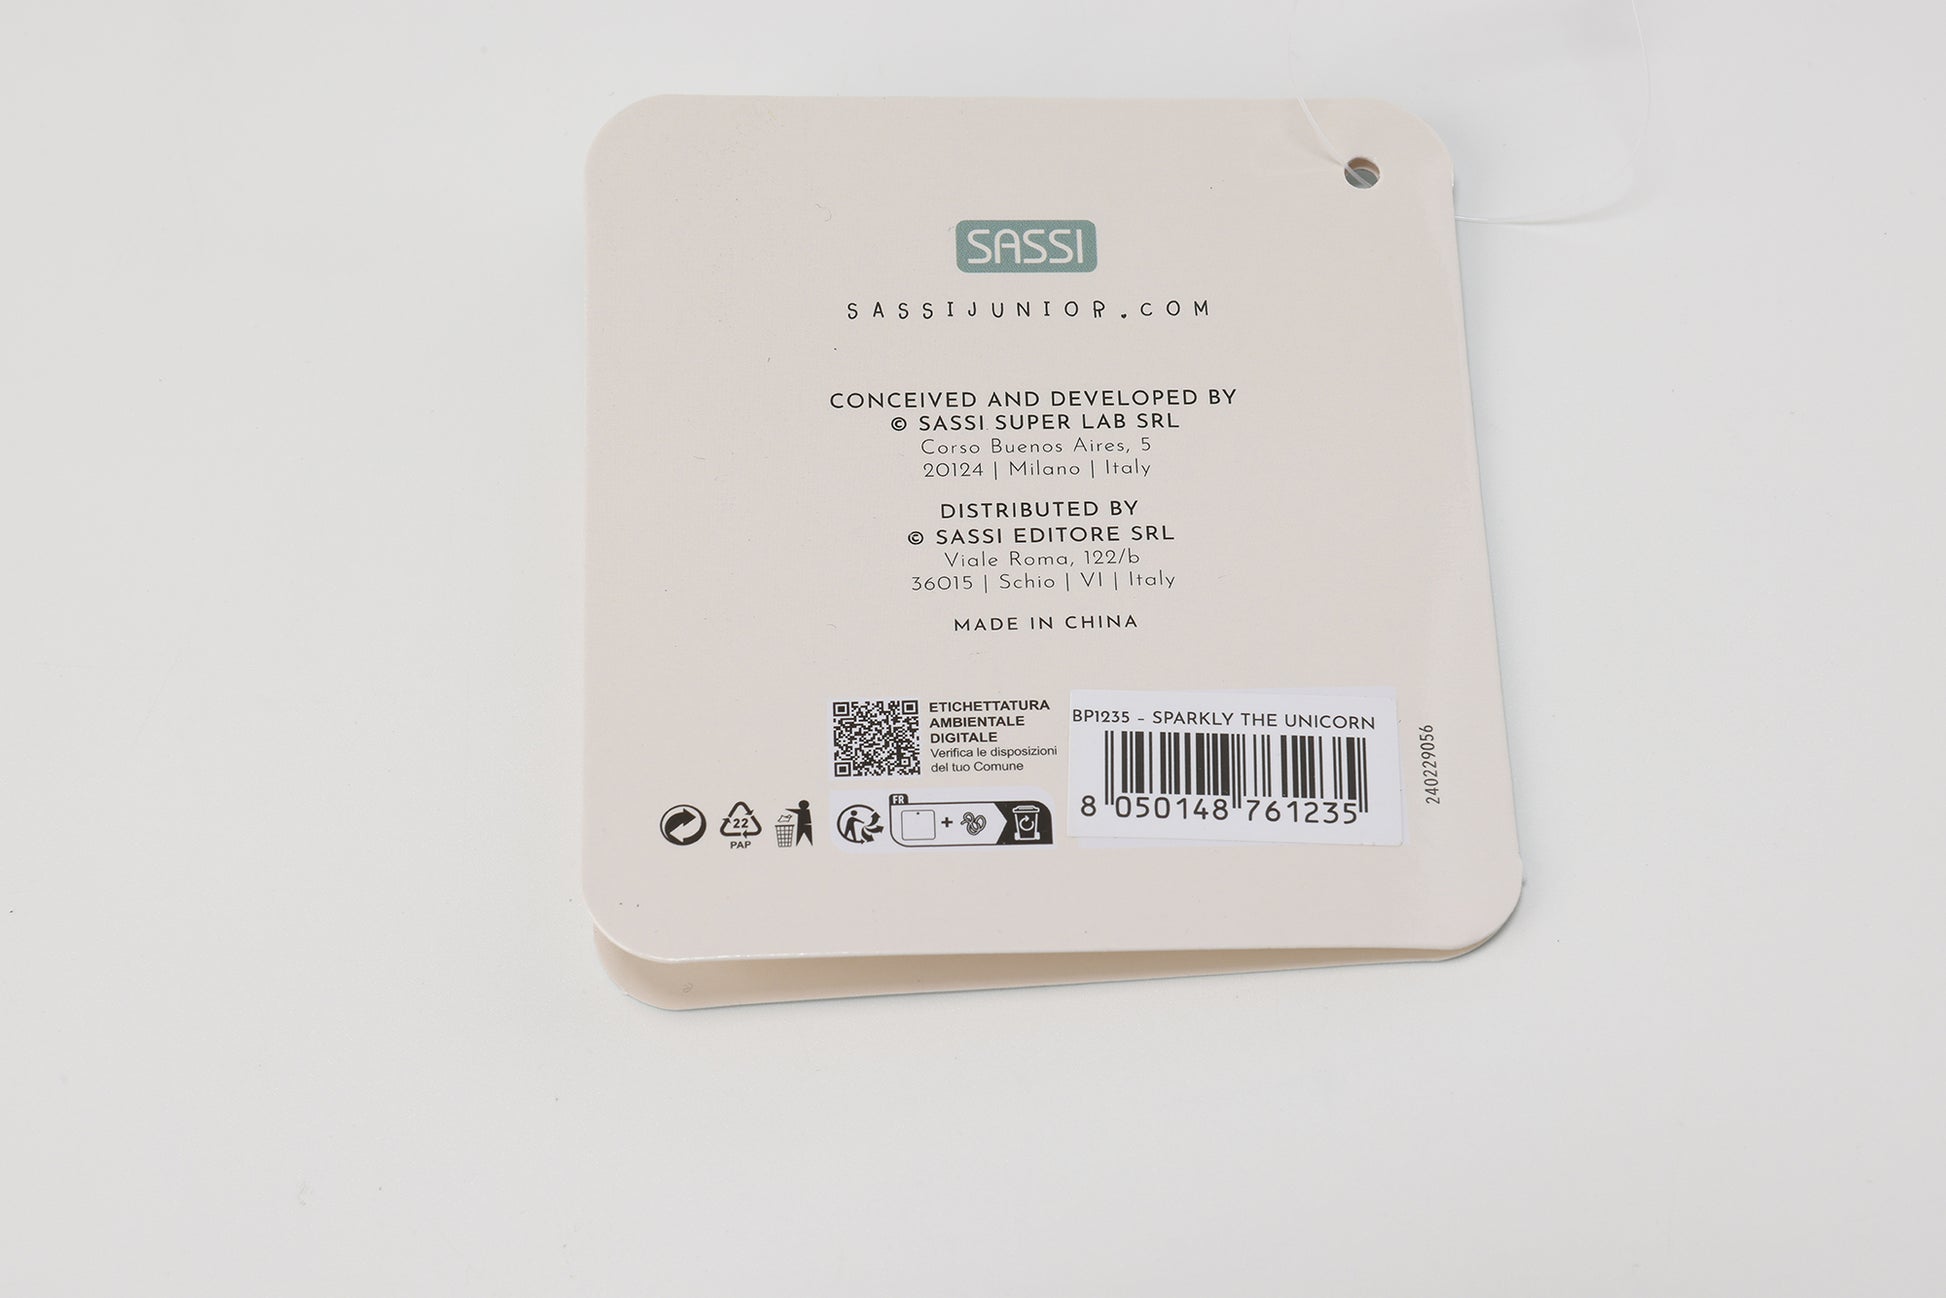 SASSI
SASSIJUNIOR.COM
CONCEIVED AND DEVELOPED BY
© SASSI SUPER LAB SRL
Corso Buenos Aires, 5
20124 | Milano | Italy
DISTRIBUTED BY
© SASSI EDITORE SRL
Viale Roma, 122/b
36015 | Schio | VI | Italy
MADE IN CHINA
ETICHETTATURA
AMBIENTALE
DIGITALE
Verifica le disposizioni
del tuo Comune
22
PAP
FR
+
BP1235 - SPARKLY THE UNICORN
8 050148 761235
240229056